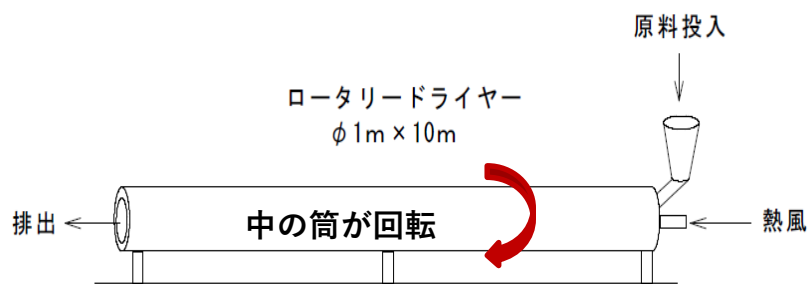 原料投入
ロータリードライヤー
φ1m×10m
排出
中の筒が回転
熱風